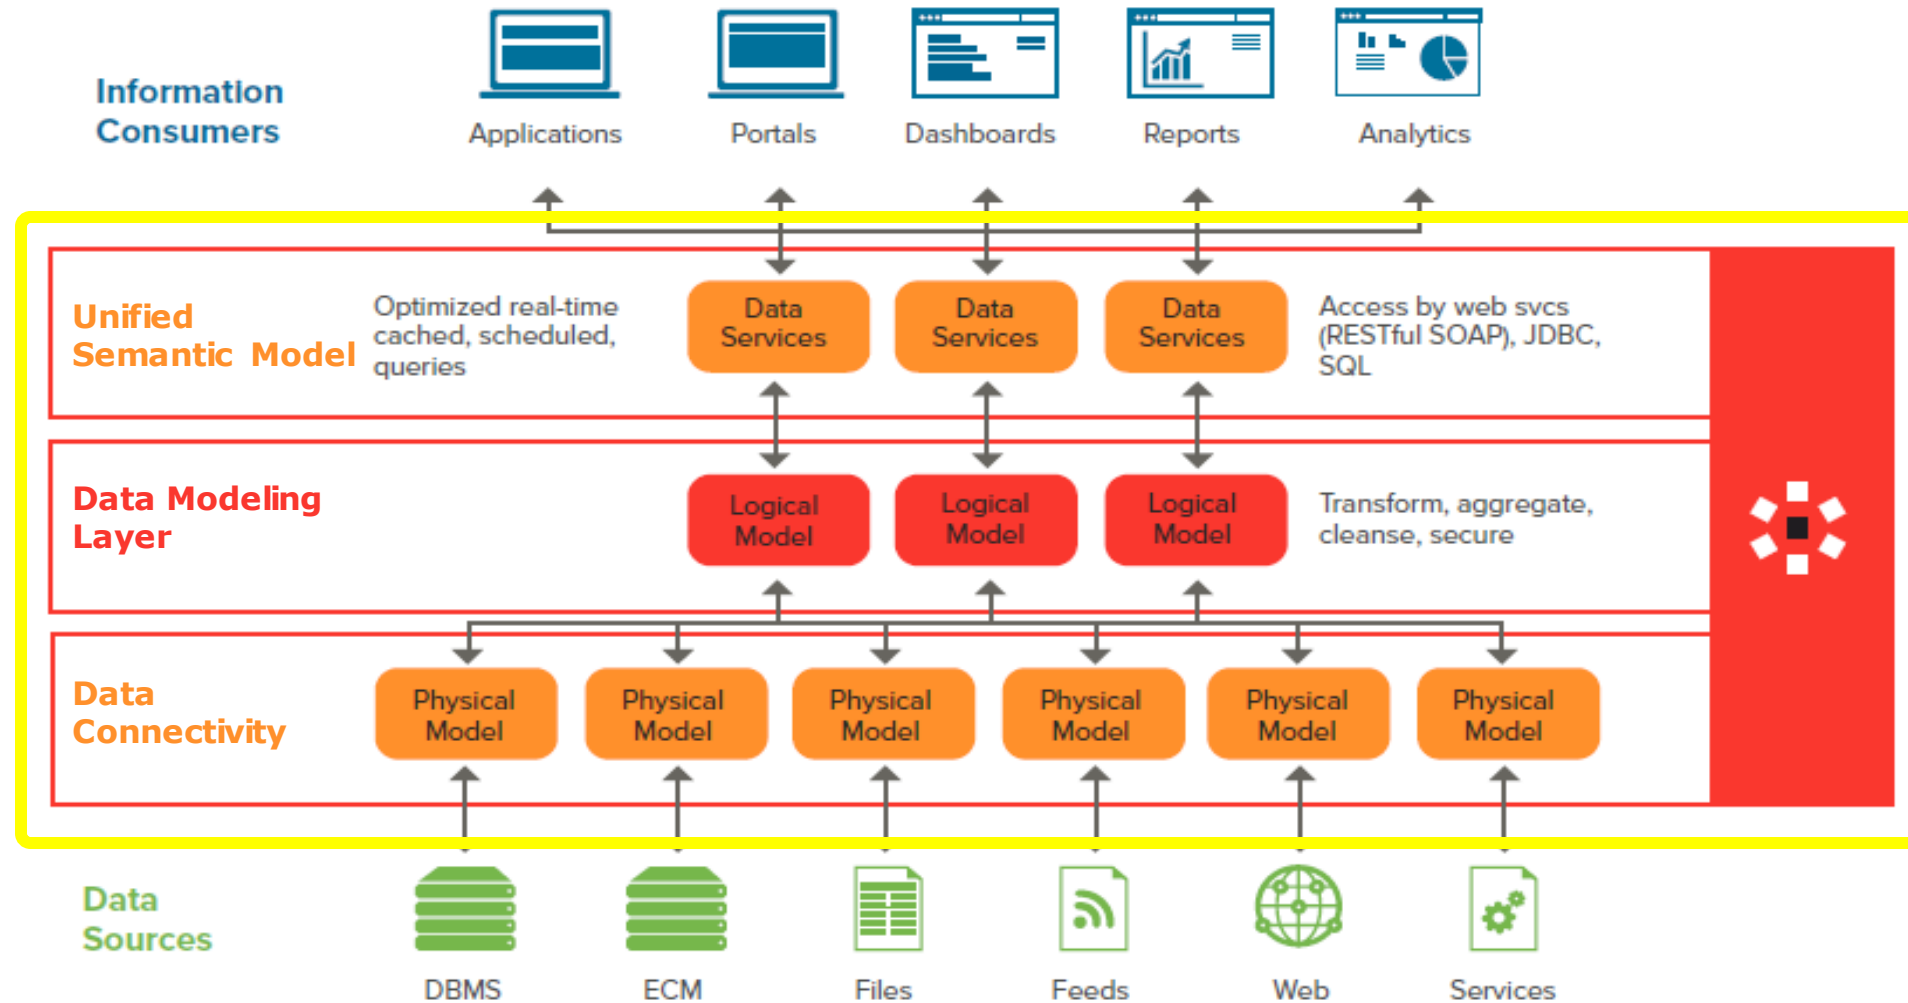 Information
Consumers
Applications
Portals
Dashboards
Reports
Analytics
Unified
Semantic Model
Optimized real-time
cached, scheduled,
queries
Data
Services
Data
Services
Data
Services
Access by web svcs
(RESTful SOAP), JDBC,
SQL
Data Modeling
Layer
Logical
Model
Logical
Model
Logical
Model
Transform, aggregate,
cleanse, secure
Data
Connectivity
Physical
Model
Physical
Model
Physical
Model
Physical
Model
Physical
Model
Physical
Model
Data
Sources
DBMS
ECM
Files
Feeds
Web
Services